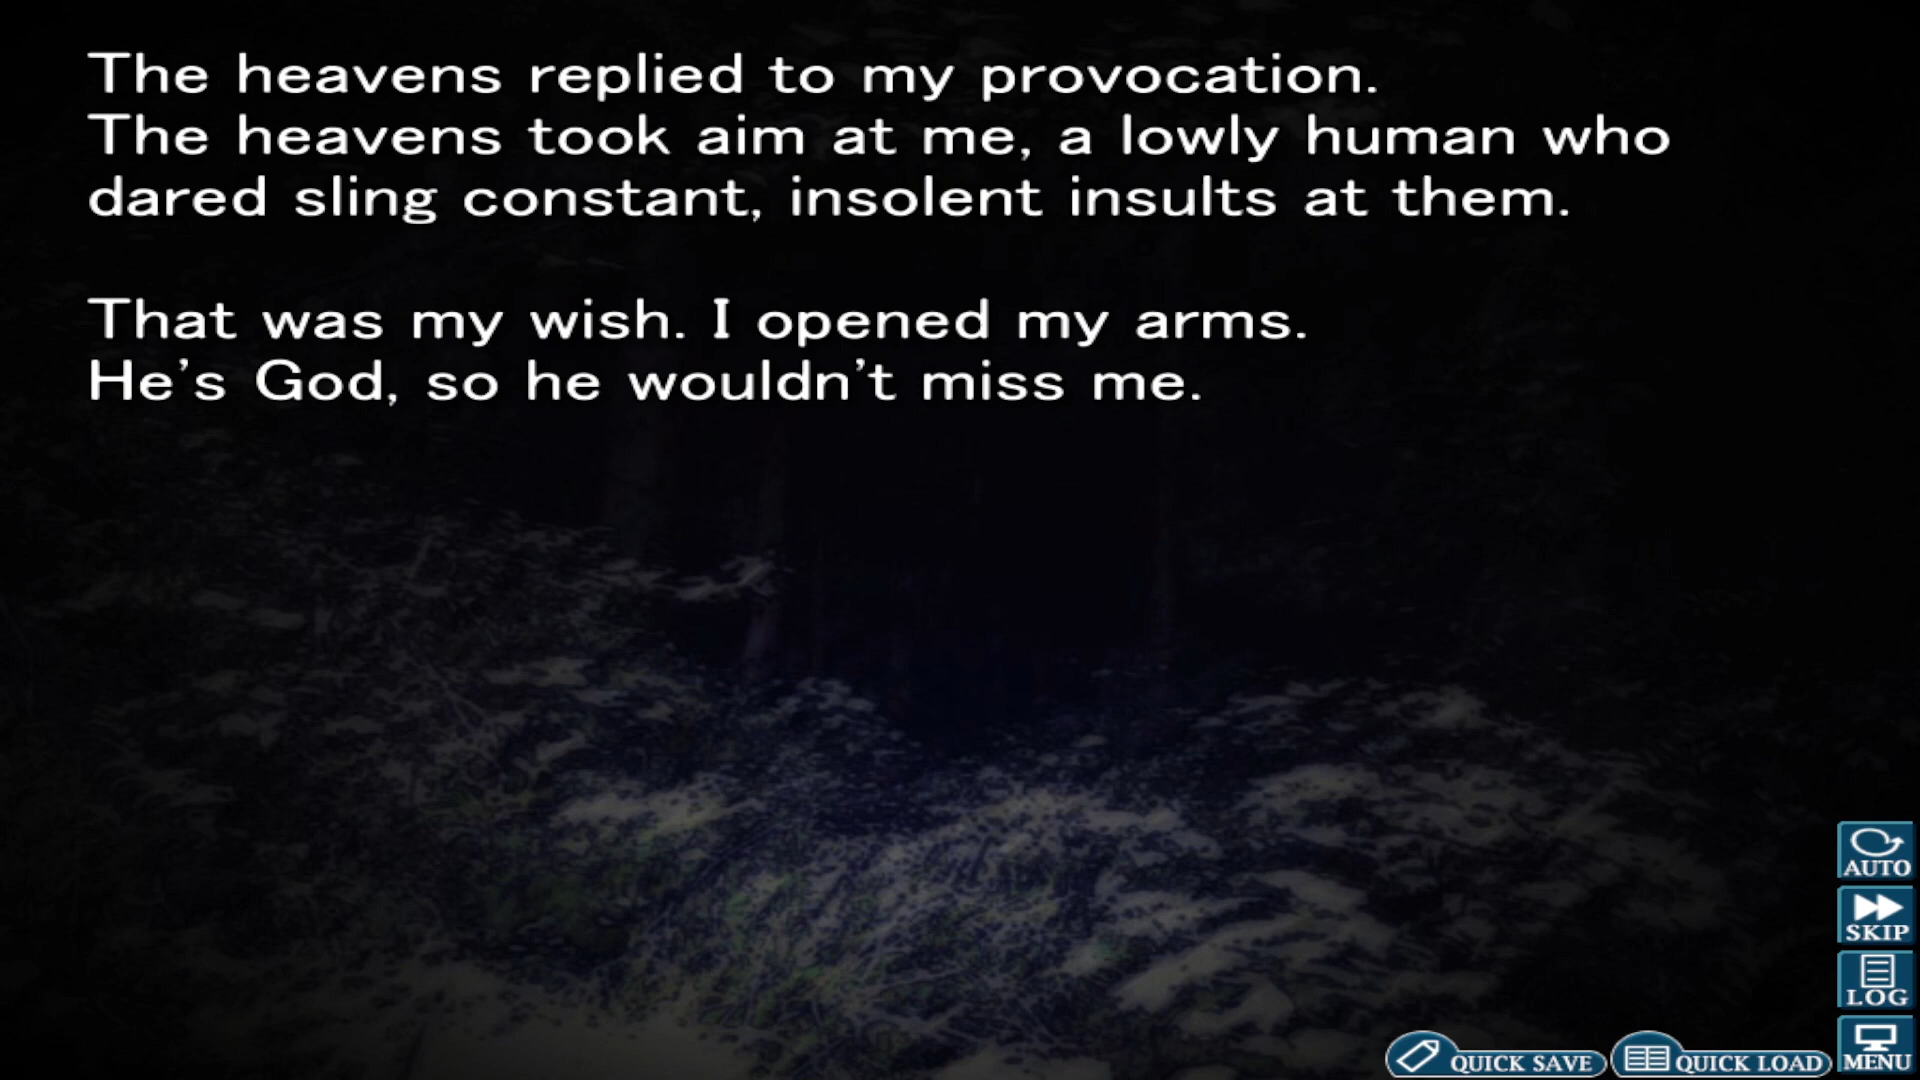 The heavens replied to my provocation.
The heavens took aim at me, a lowly human who
dared sling constant, insolent insults at them.
That was my wish. I opened my arms.
He's God, so he wouldn't miss me.
AUTO
SKIP
LOG
MENU
QUICK SAVE
QUICK LOAD